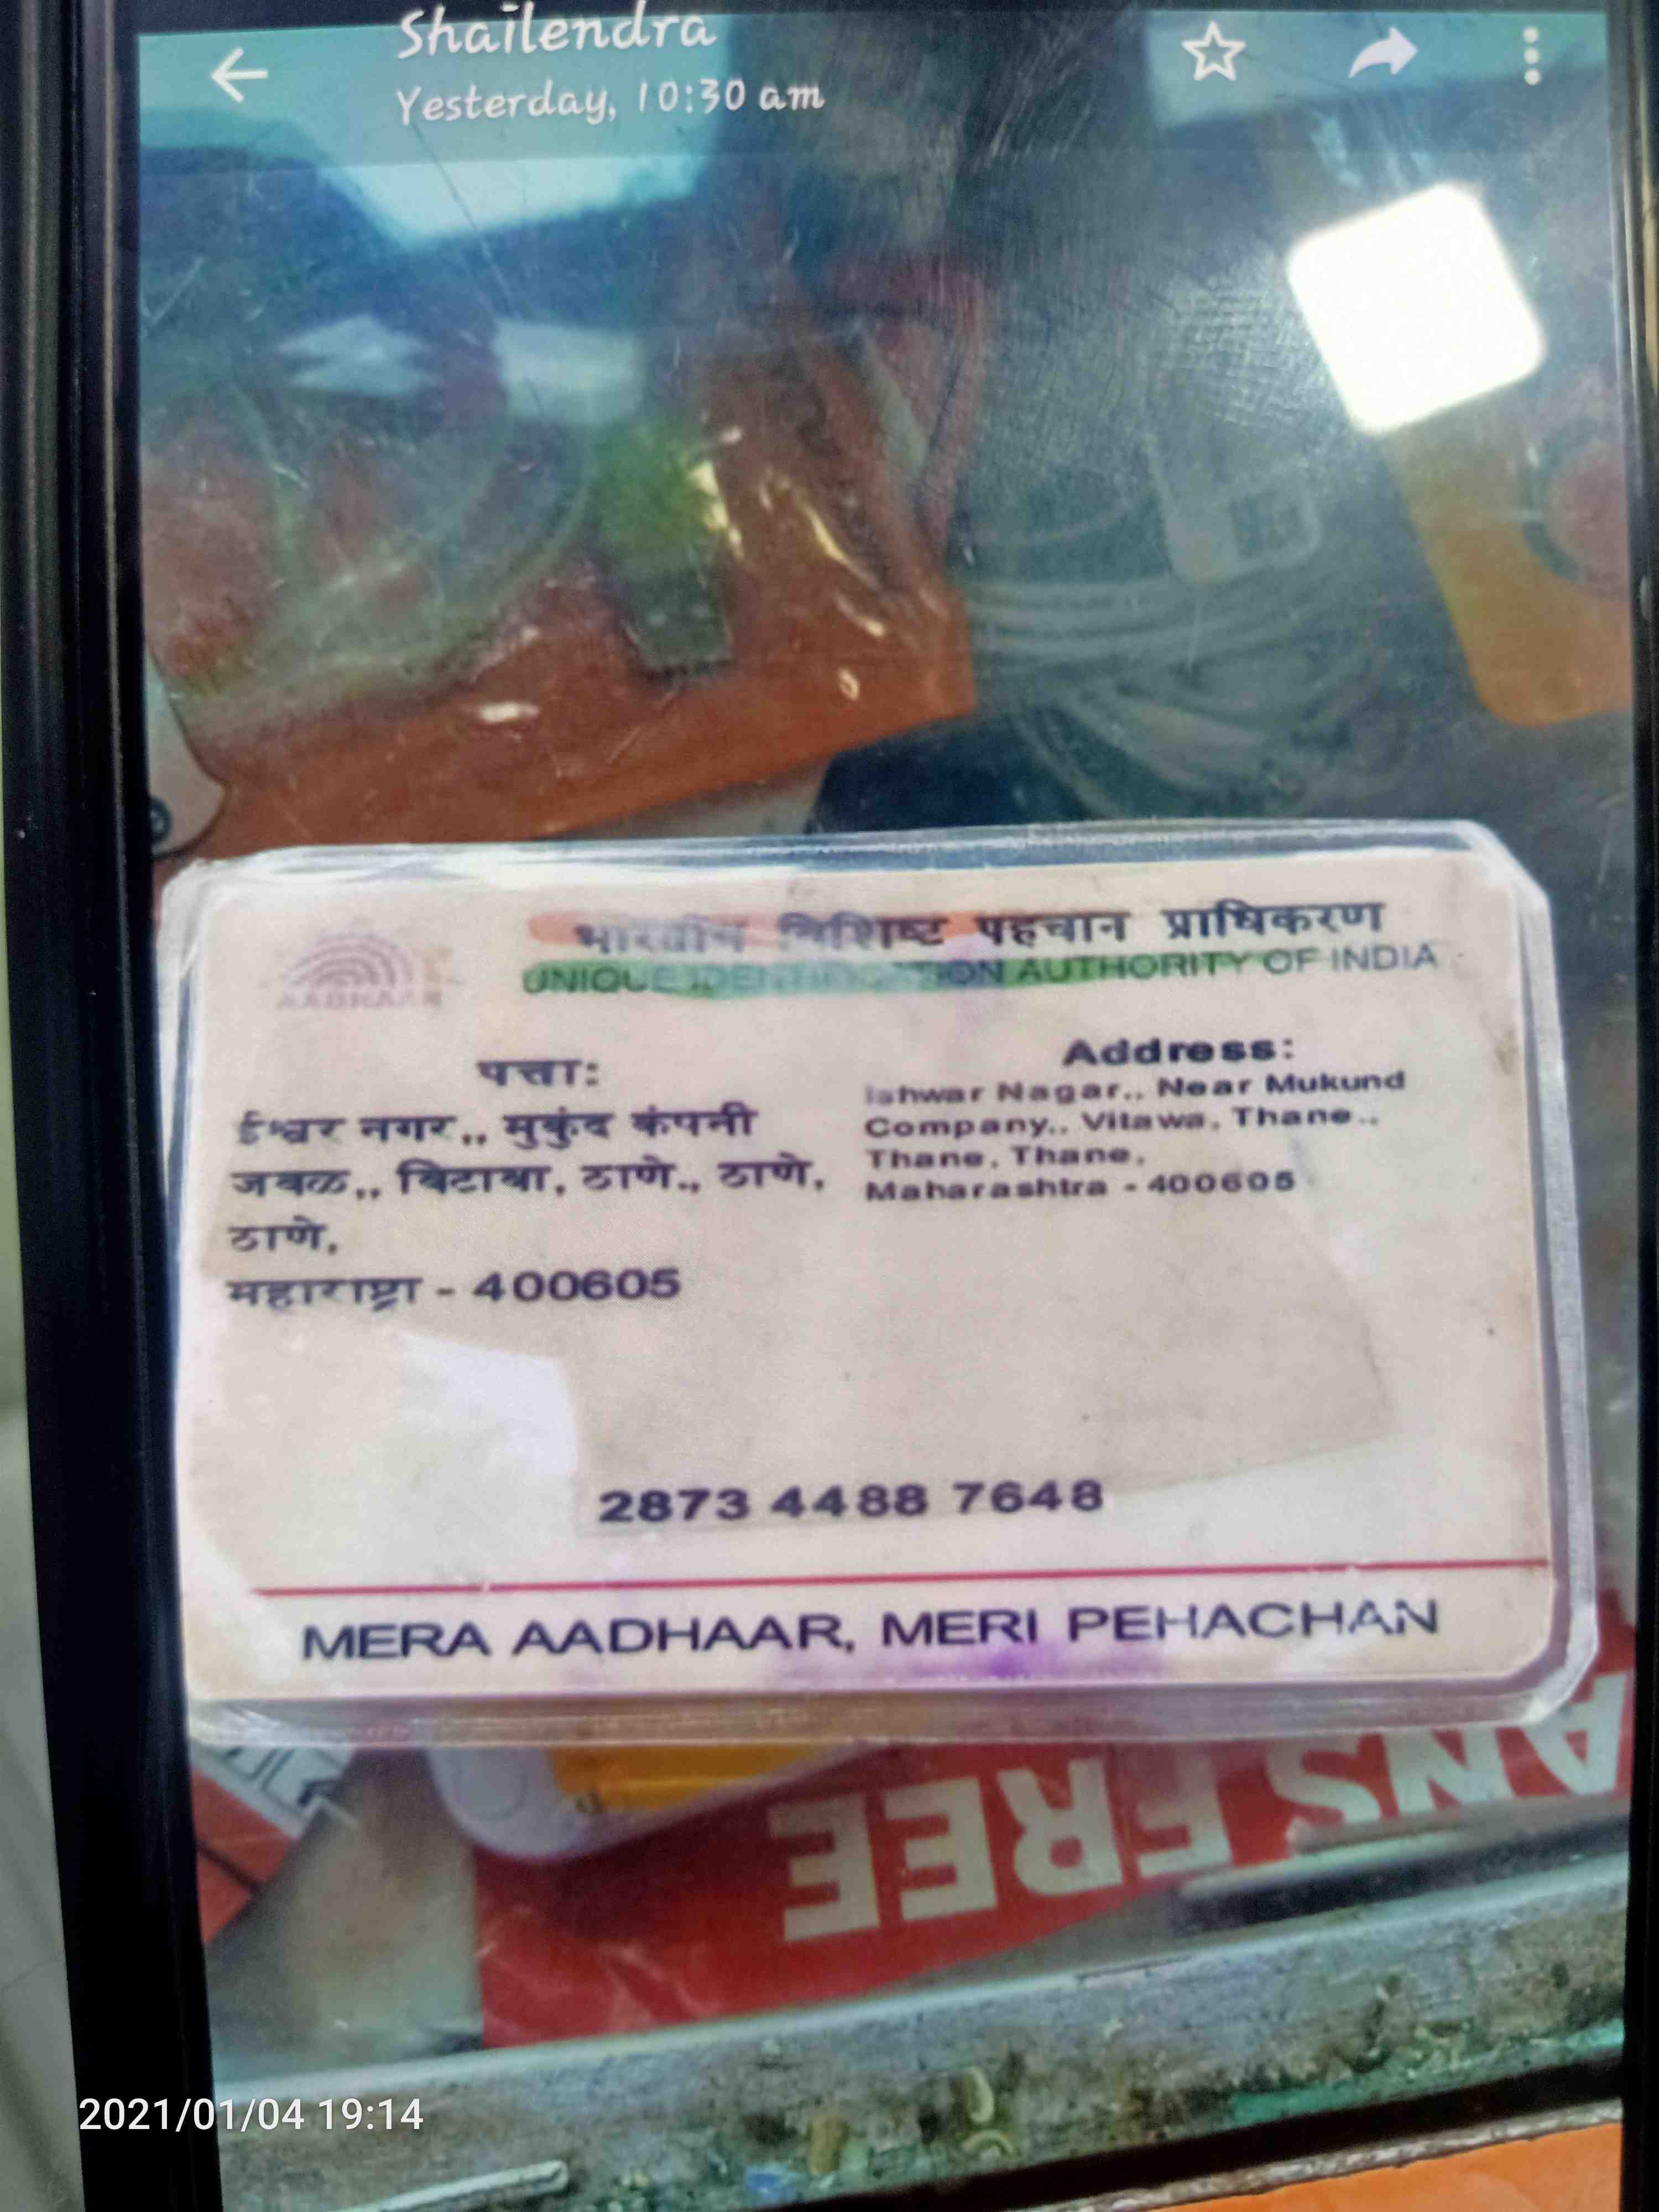 Shailendra
Yesterday, 10:30 am
भारतीय विशिष्ट पहचान प्राधिकरण
UNIQUE IDENTIFICATION AUTHORITY OF INDIA
AADHAAR
पत्ता:
ईश्वर नगर,, मुकुंद कंपनी
जवळ,, विटावा, ठाणे., ठाणे,
ठाणे,
महाराष्ट्रा - 400605
Address:
Ishwar Nagar,, Near Mukund
Company,, Vitawa, Thane.,
Thane, Thane,
Maharashtra - 400605
2873 4488 7648
MERA AADHAAR, MERI PEHACHAN
ANS FREE
2021/01/04 19:14